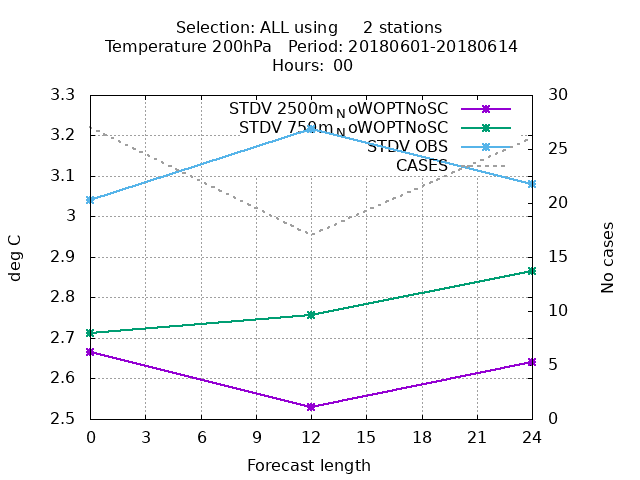 Selection: ALL using 2 stations
Temperature 200hPa Period: 20180601-20180614
Hours: 00
STDV 2500m_NoWOPTNoSC
STDV 750m_NoWOPTNoSC
STDV OBS
CASES
3.3
3.2
3.1
3
2.9
2.8
2.7
2.6
2.5
30
25
20
15
10
5
0
deg C
No cases
0 3 6 9 12 15 18 21 24
Forecast length